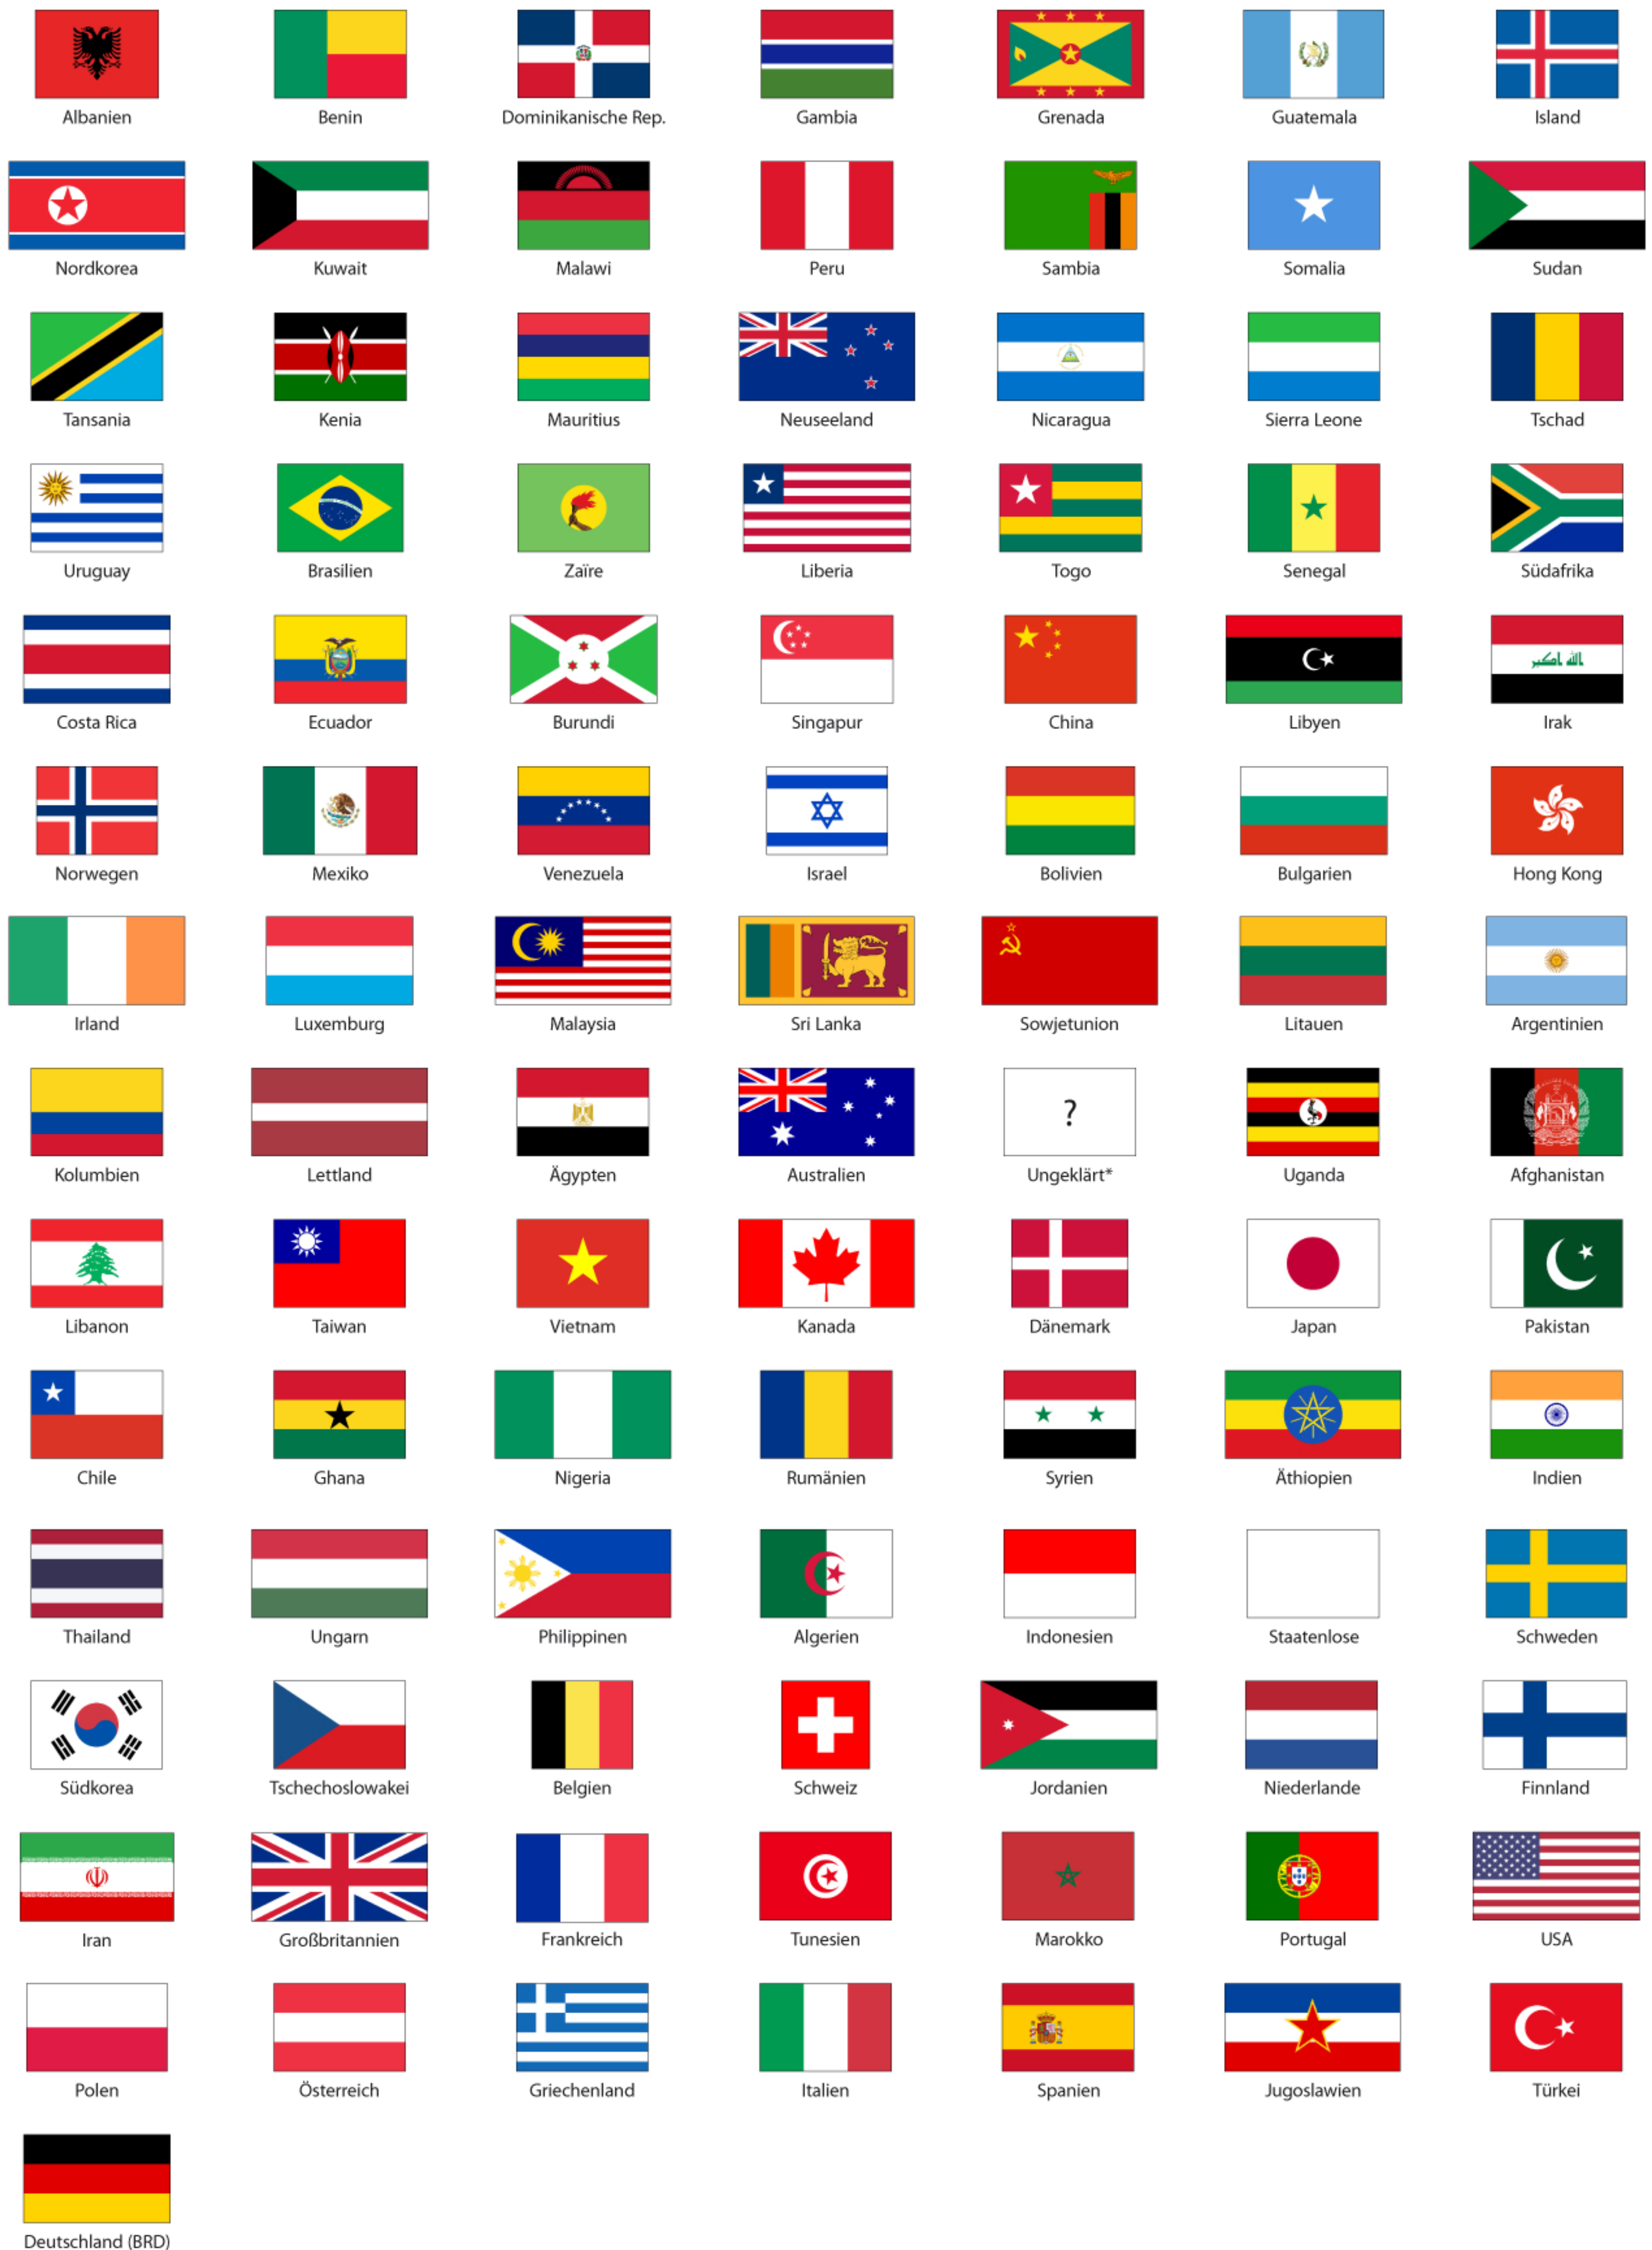 Albanien
Benin
Dominikanische Rep.
Gambia
Grenada
Guatemala
Island
Nordkorea
Kuwait
Malawi
Peru
Sambia
Somalia
Sudan
Tansania
Kenia
Mauritius
Neuseeland
Nicaragua
Sierra Leone
Tschad
Uruguay
Brasilien
Zaïre
Liberia
Togo
Senegal
Südafrika
الله اكبر
Costa Rica
Ecuador
Burundi
Singapur
China
Libyen
Irak
Norwegen
Mexiko
Venezuela
Israel
Bolivien
Bulgarien
Hong Kong
Irland
Luxemburg
Malaysia
Sri Lanka
Sowjetunion
Litauen
Argentinien
?
Kolumbien
Lettland
Ägypten
Australien
Ungeklärt*
Uganda
Afghanistan
Libanon
Taiwan
Vietnam
Kanada
Dänemark
Japan
Pakistan
Chile
Ghana
Nigeria
Rumänien
Syrien
Äthiopien
Indien
Thailand
Ungarn
Philippinen
Algerien
Indonesien
Staatenlose
Schweden
Südkorea
Tschechoslowakei
Belgien
Schweiz
Jordanien
Niederlande
Finnland
Iran
Großbritannien
Frankreich
Tunesien
Marokko
Portugal
USA
Polen
Österreich
Griechenland
Italien
Spanien
Jugoslawien
Türkei
Deutschland (BRD)